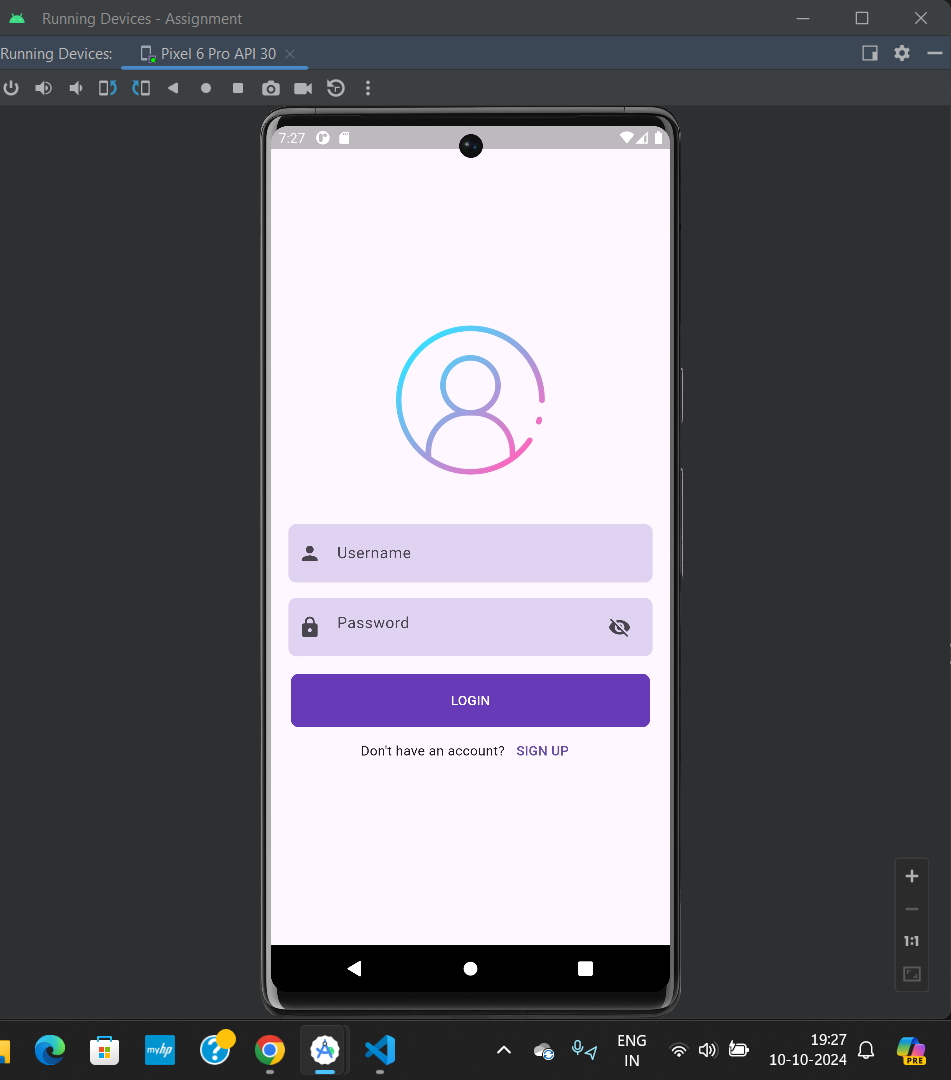 Running Devices - Assignment
Running Devices:
Pixel 6 Pro API 30
7:27
Username
Password
LOGIN
Don't have an account? SIGN UP
1:1
myhp
ENG
IN
19:27
10-10-2024
PRE